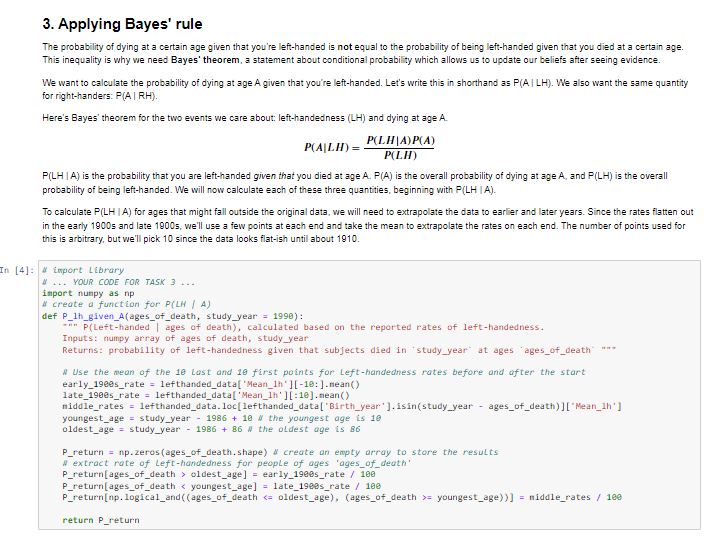 3. Applying Bayes' rule
The probability of dying at a certain age given that you're left-handed is not equal to the probability of being left-handed given that you died at a certain age.
This inequality is why we need Bayes' theorem, a statement about conditional probability which allows us to update our beliefs after seeing evidence.
We want to calculate the probability of dying at age A given that you're left-handed. Let's write this in shorthand as P(A | LH). We also want the same quantity
for right-handers: P(A | RH).
Here's Bayes' theorem for the two events we care about: left-handedness (LH) and dying at age A.
P(A|LH) = P(LH|A)P(A) / P(LH)
P(LH | A) is the probability that you are left-handed given that you died at age A. P(A) is the overall probability of dying at age A, and P(LH) is the overall
probability of being left-handed. We will now calculate each of these three quantities, beginning with P(LH | A).
To calculate P(LH | A) for ages that might fall outside the original data, we will need to extrapolate the data to earlier and later years. Since the rates flatten out
in the early 1900s and late 1900s, we'll use a few points at each end and take the mean to extrapolate the rates on each end. The number of points used for
this is arbitrary, but we'll pick 10 since the data looks flat-ish until about 1910.
In [4]: # import library
# ... YOUR CODE FOR TASK 3 ...
import numpy as np
# create a function for P(LH | A)
def P_lh_given_A(ages_of_death, study_year = 1990):
""" P(Left-handed | ages of death), calculated based on the reported rates of left-handedness.
Inputs: numpy array of ages of death, study_year
Returns: probability of left-handedness given that subjects died in `study_year` at ages `ages_of_death` """
# Use the mean of the 10 last and 10 first points for left-handedness rates before and after the start
early_1900s_rate = lefthanded_data['Mean_lh'][-10:].mean()
late_1900s_rate = lefthanded_data['Mean_lh'][:10].mean()
middle_rates = lefthanded_data.loc[lefthanded_data['Birth_year'].isin(study_year - ages_of_death)]['Mean_lh']
youngest_age = study_year - 1986 + 10 # the youngest age is 10
oldest_age = study_year - 1986 + 86 # the oldest age is 86
P_return = np.zeros(ages_of_death.shape) # create an empty array to store the results
# extract rate of left-handedness for people of ages 'ages_of_death'
P_return[ages_of_death > oldest_age] = early_1900s_rate / 100
P_return[ages_of_death < youngest_age] = late_1900s_rate / 100
P_return[np.logical_and((ages_of_death <= oldest_age), (ages_of_death >= youngest_age))] = middle_rates / 100
return P_return